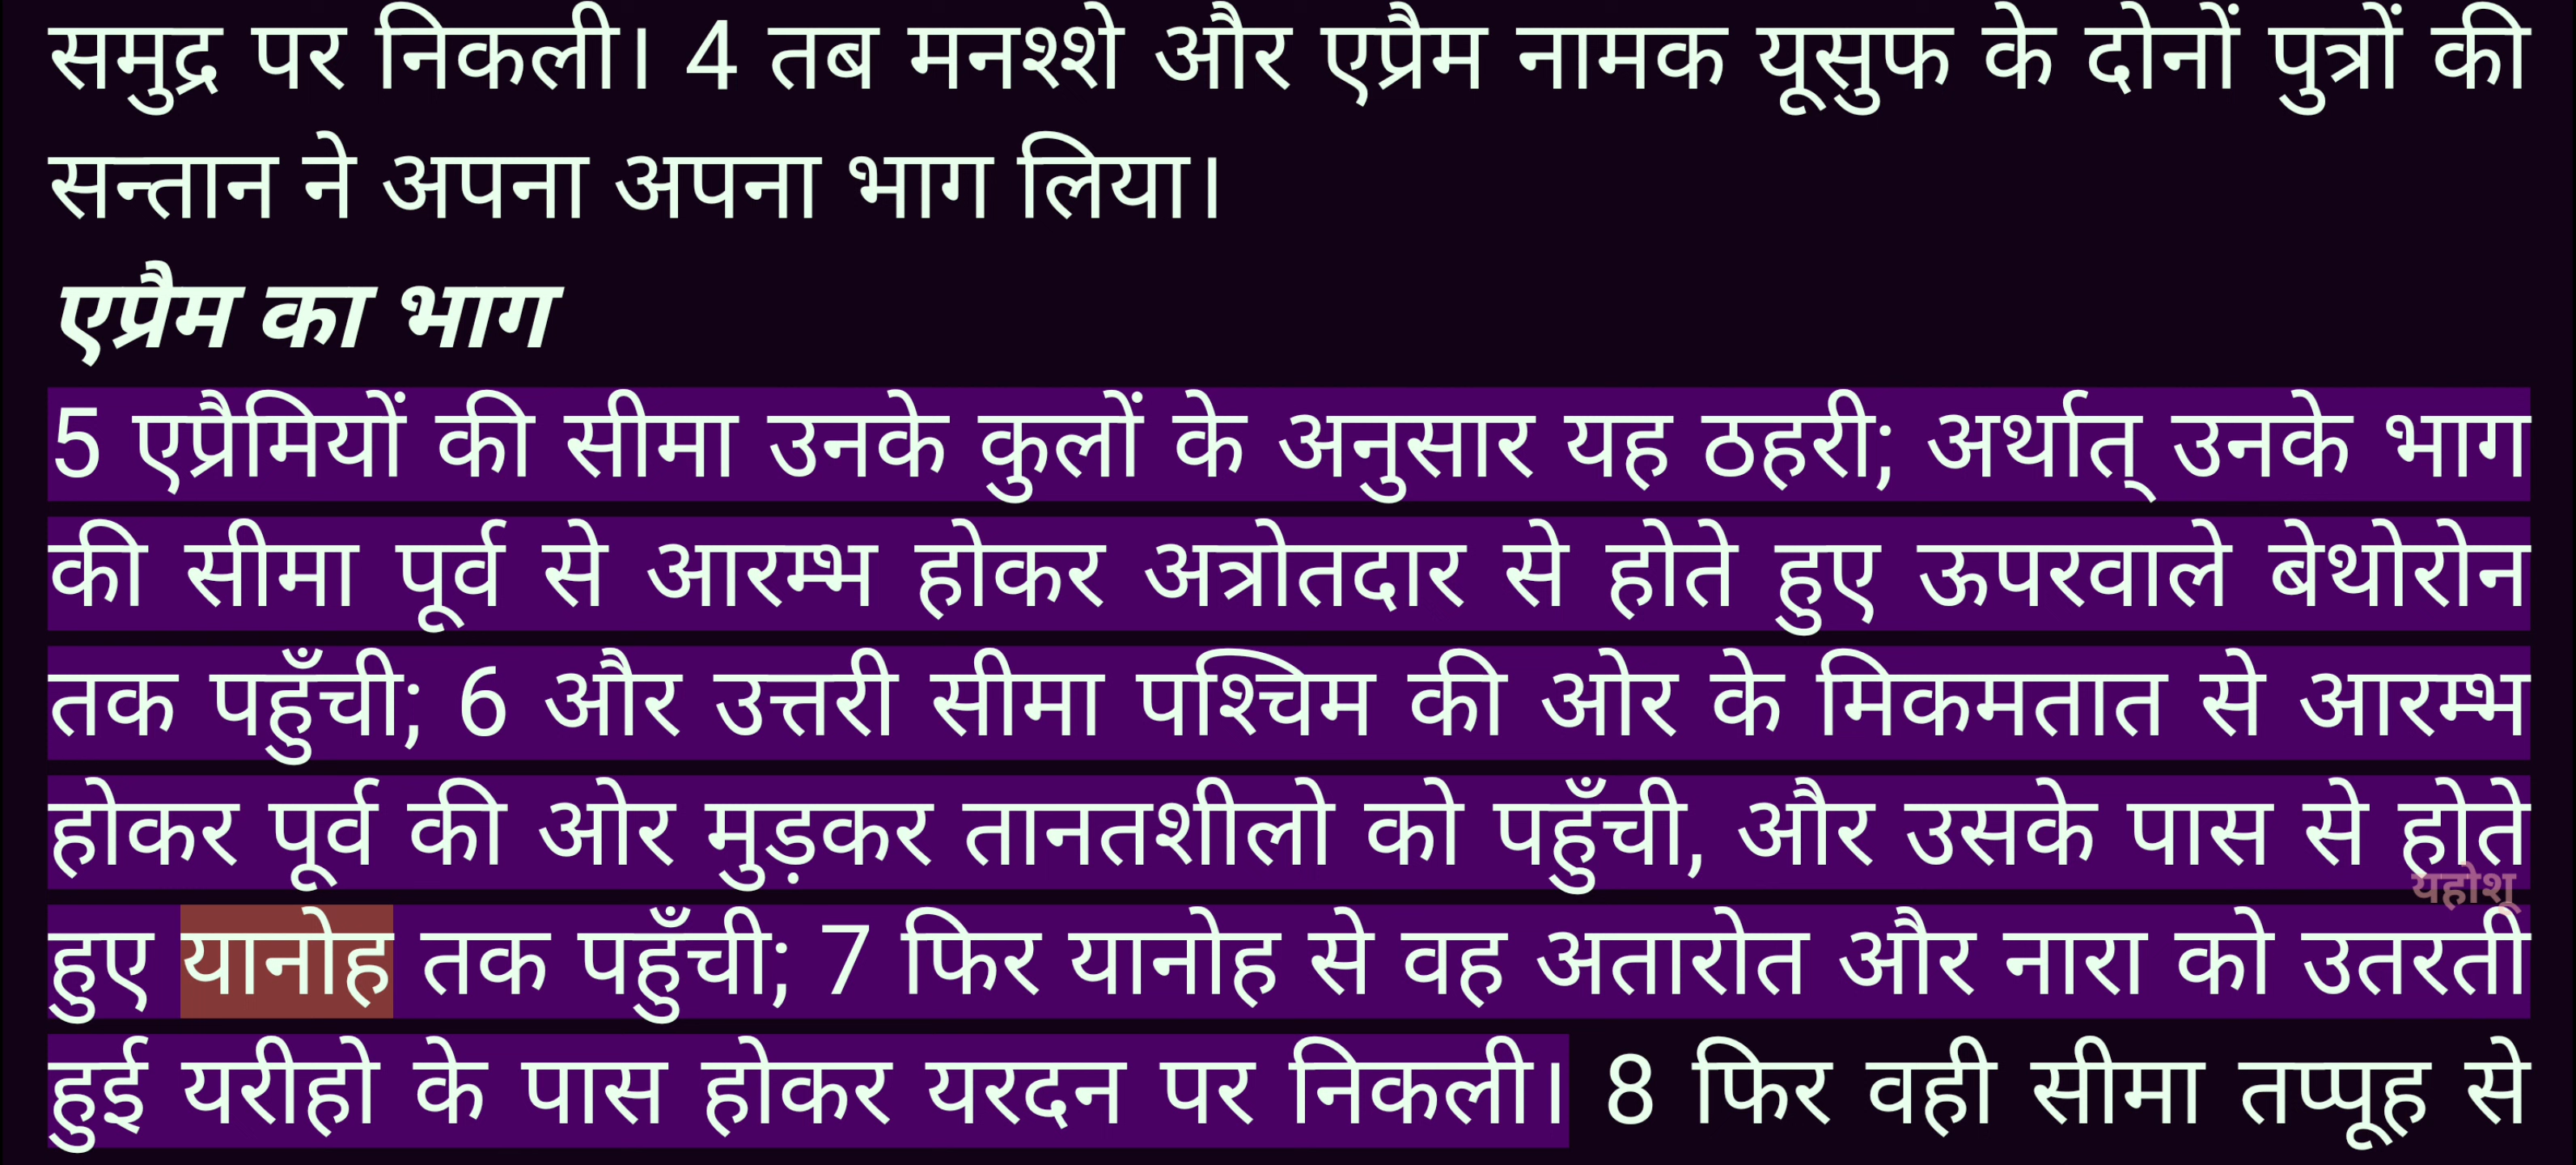 समुद्र पर निकली। 4 तब मनश्शे और एप्रैम नामक यूसुफ के दोनों पुत्रों की
सन्तान ने अपना अपना भाग लिया।
एप्रैम का भाग
5 एप्रैमियों की सीमा उनके कुलों के अनुसार यह ठहरी; अर्थात् उनके भाग
की सीमा पूर्व से आरम्भ होकर अत्रोतदार से होते हुए ऊपरवाले बेथोरोन
तक पहुँची; 6 और उत्तरी सीमा पश्चिम की ओर के मिकमतात से आरम्भ
होकर पूर्व की ओर मुड़कर तानतशीलो को पहुँची, और उसके पास से होते
यहोशू
हुए यानोह तक पहुँची; 7 फिर यानोह से वह अतारोत और नारा को उतरती
हुई यरीहो के पास होकर यरदन पर निकली। 8 फिर वही सीमा तप्पूह से